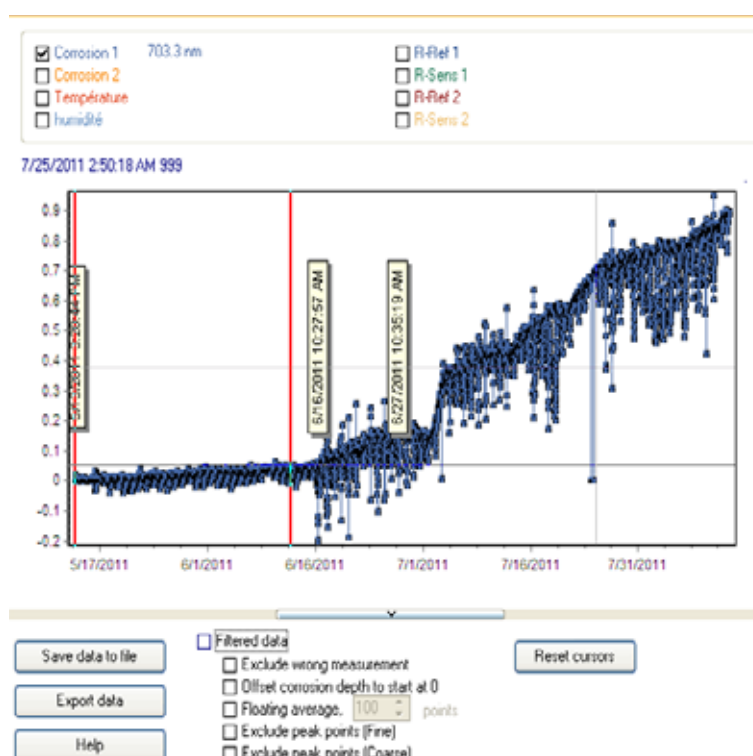 Corrosion 1 703.3 nm R-Ref 1
Corrosion 2 R-Sens 1
Température R-Ref 2
humidité R-Sens 2
7/25/2011 2:50:18 AM 999
0.9
0.8
0.7
0.6
0.5
0.4
0.3
0.2
0.1
0
-0.1
-0.2
6/16/2011 10:27:57 AM
6/27/2011 10:35:19 AM
5/17/2011 6/1/2011 6/16/2011 7/1/2011 7/16/2011 7/31/2011
Save data to file
Export data
Help
Filtered data
Exclude wrong measurement
Offset corrosion depth to start at 0
Floating average. 100 points
Exclude peak points (Fine)
Exclude peak points (Coarse)
Reset cursors